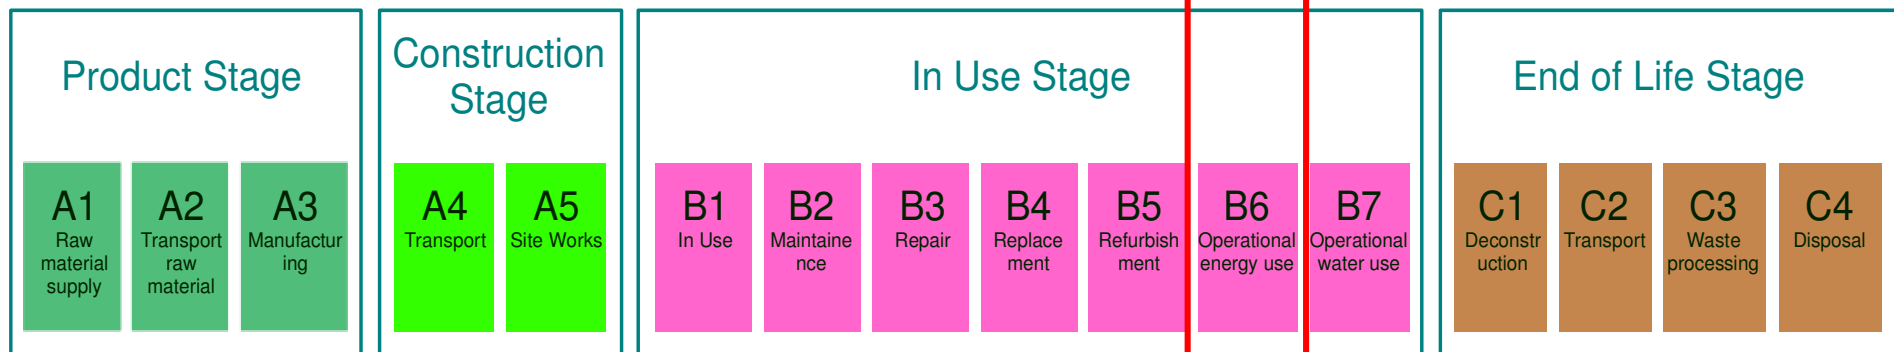 Product Stage
A1
Raw
material
supply
A2
Transport
raw
material
A3
Manufactur
ing
Construction
Stage
A4
Transport
A5
Site Works
In Use Stage
B1
In Use
B2
Maintaine
nce
B3
Repair
B4
Replace
ment
B5
Refurbish
ment
B6
Operational
energy use
B7
Operational
water use
End of Life Stage
C1
Deconstr
uction
C2
Transport
C3
Waste
processing
C4
Disposal